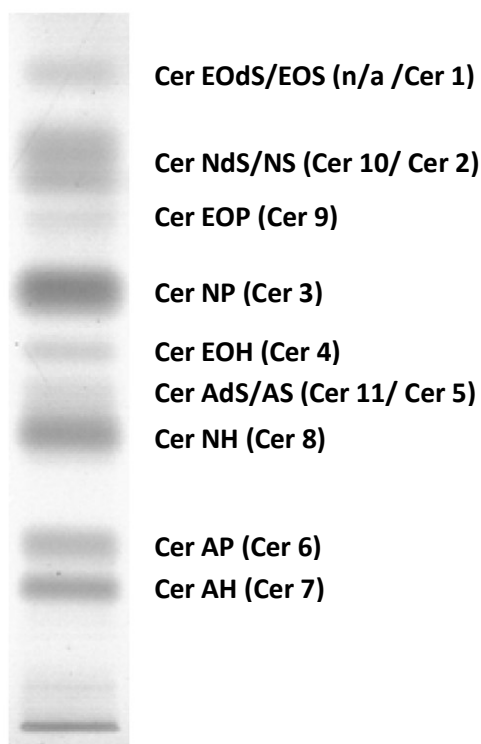 Cer EOdS/EOS (n/a /Cer 1)
Cer NdS/NS (Cer 10/ Cer 2)
Cer EOP (Cer 9)
Cer NP (Cer 3)
Cer EOH (Cer 4)
Cer AdS/AS (Cer 11/ Cer 5)
Cer NH (Cer 8)
Cer AP (Cer 6)
Cer AH (Cer 7)